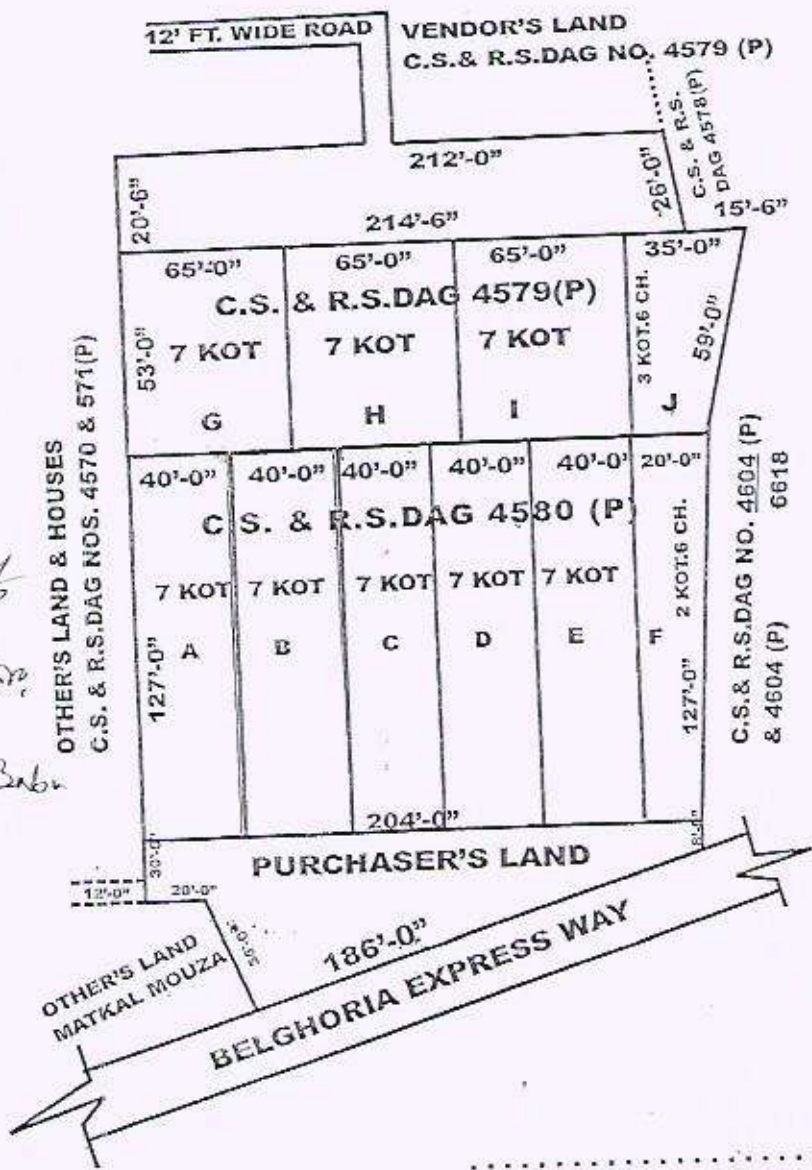 12' FT. WIDE ROAD
VENDOR'S LAND
C.S.& R.S.DAG NO. 4579 (P)
C.S. & R.S.
DAG 4578(P)
212'-0"
20'-6"
26'-0"
15'-6"
214'-6"
65'-0"
65'-0"
65'-0"
35'-0"
C.S. & R.S.DAG 4579(P)
7 KOT
7 KOT
7 KOT
3 KOT.6 CH.
59'-0"
53'-0"
G
H
I
J
OTHER'S LAND & HOUSES
C.S. & R.S.DAG NOS. 4570 & 571(P)
40'-0"
40'-0"
40'-0"
40'-0"
40'-0'
20'-0"
C.S. & R.S.DAG 4580 (P)
7 KOT
7 KOT
7 KOT
7 KOT
7 KOT
2 KOT.6 CH.
A
B
C
D
E
F
127'-0"
127'-0"
C.S.& R.S.DAG NO. 4604 (P)
6618
& 4604 (P)
204'-0"
30'-0"
8'-0"
PURCHASER'S LAND
12'-0"
20'-0"
186'-0"
OTHER'S LAND
MATKAL MOUZA
BELGHORIA EXPRESS WAY